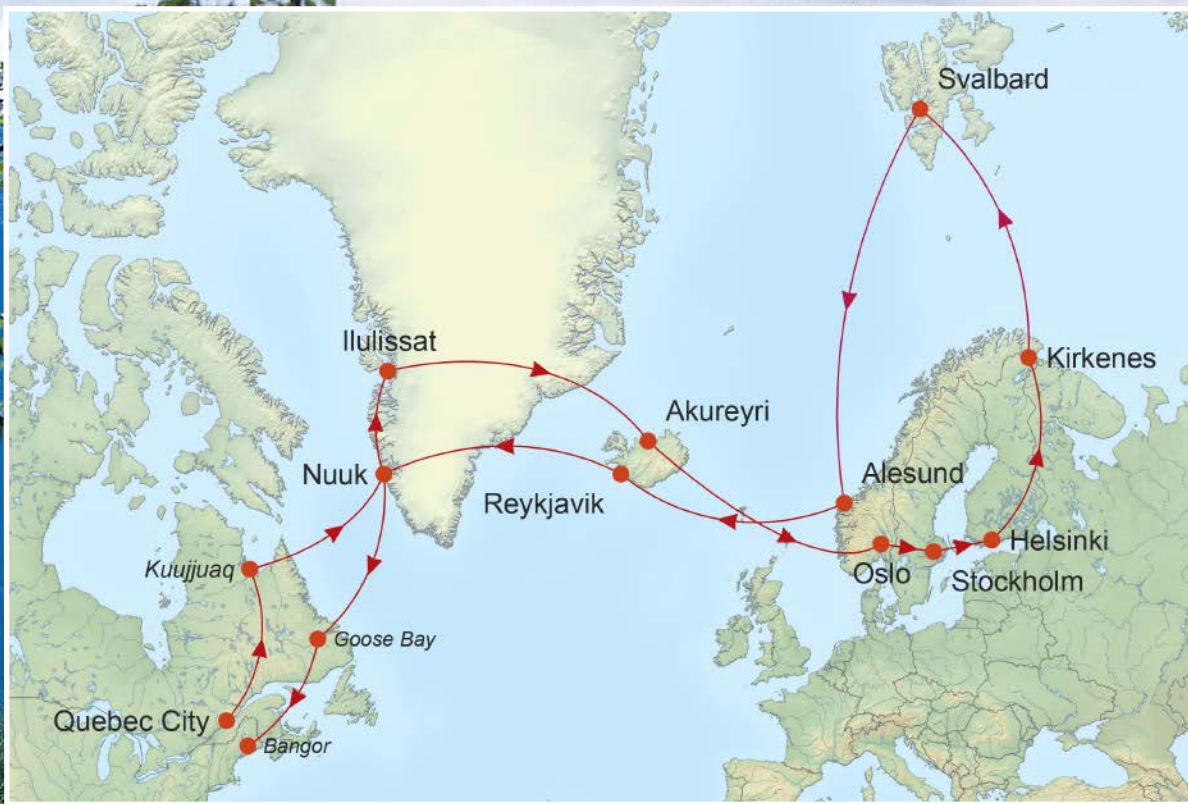 Svalbard
Ilulissat
Kirkenes
Akureyri
Nuuk
Reykjavik
Alesund
Kuujjuaq
Oslo
Helsinki
Stockholm
Goose Bay
Quebec City
Bangor